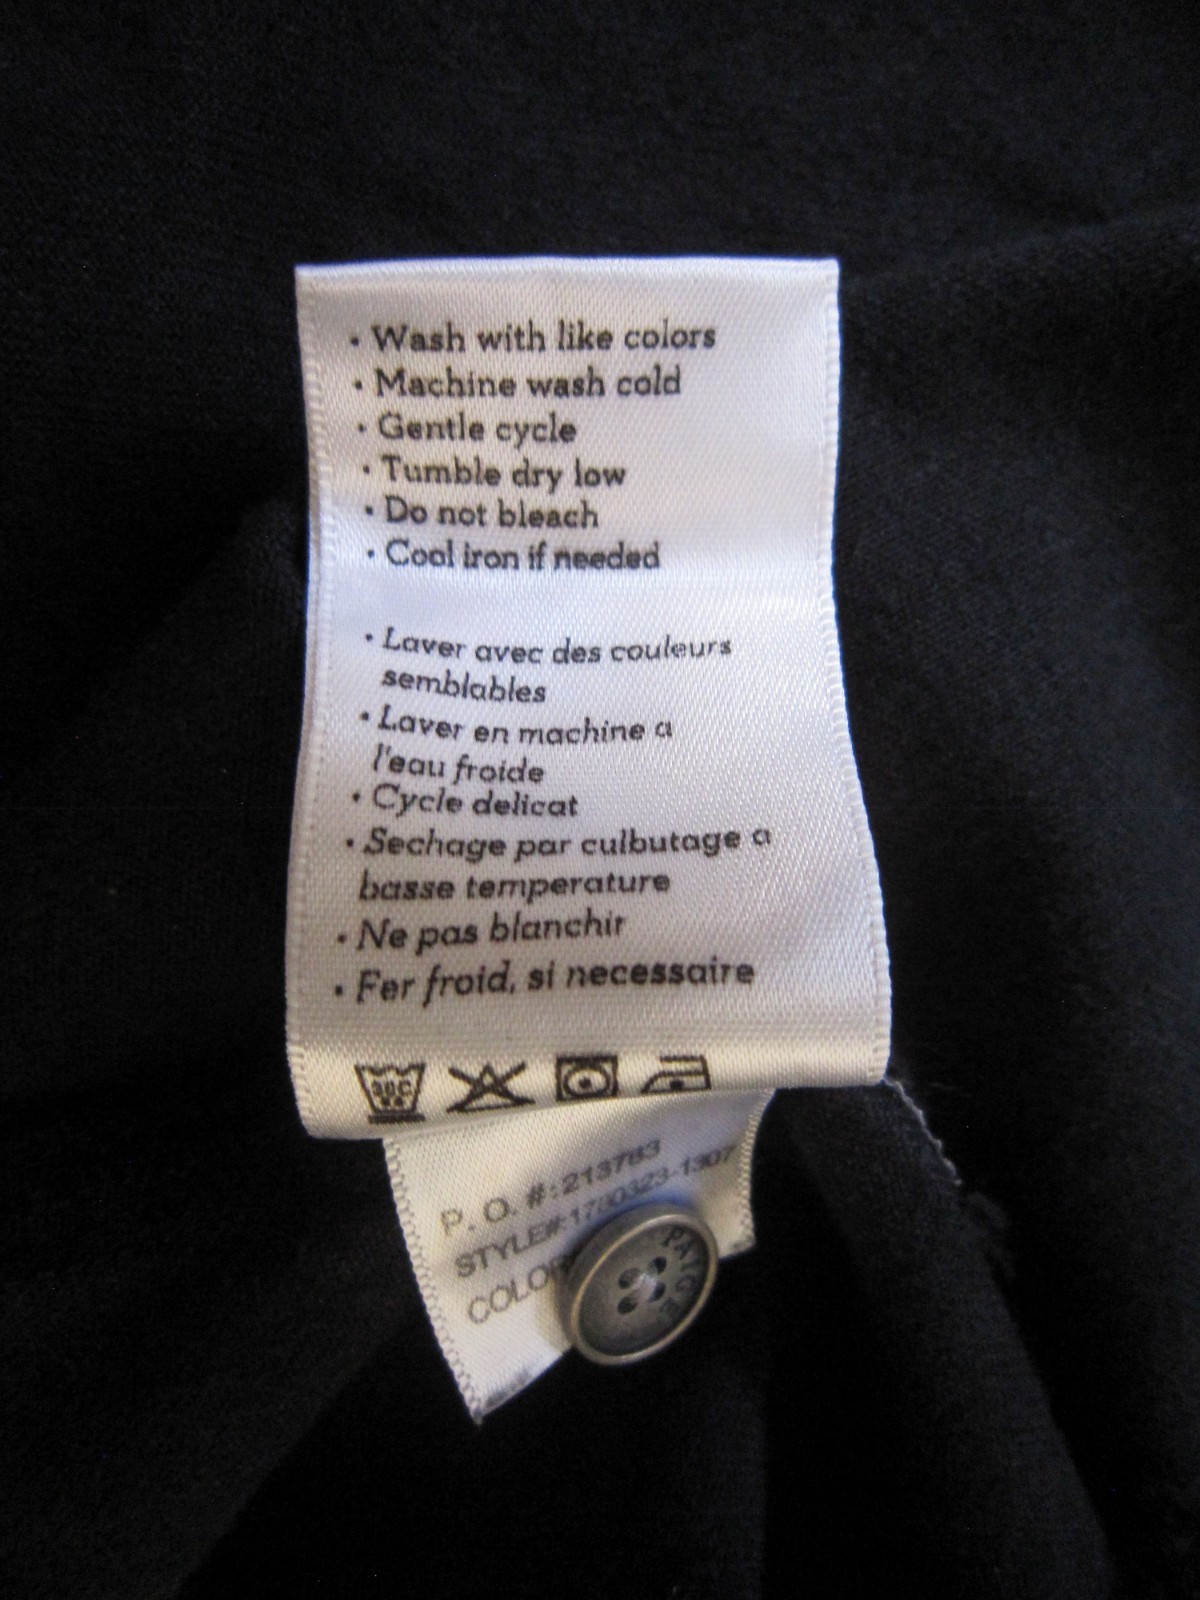 • Wash with like colors
• Machine wash cold
• Gentle cycle
• Tumble dry low
• Do not bleach
• Cool iron if needed
• Laver avec des couleurs
semblables
• Laver en machine a
l'eau froide
• Cycle delicat
• Sechage par culbutage a
basse temperature
• Ne pas blanchir
• Fer froid, si necessaire
P.O. #:213783
STYLE#:1730323-1307
COLOR
PAIGE